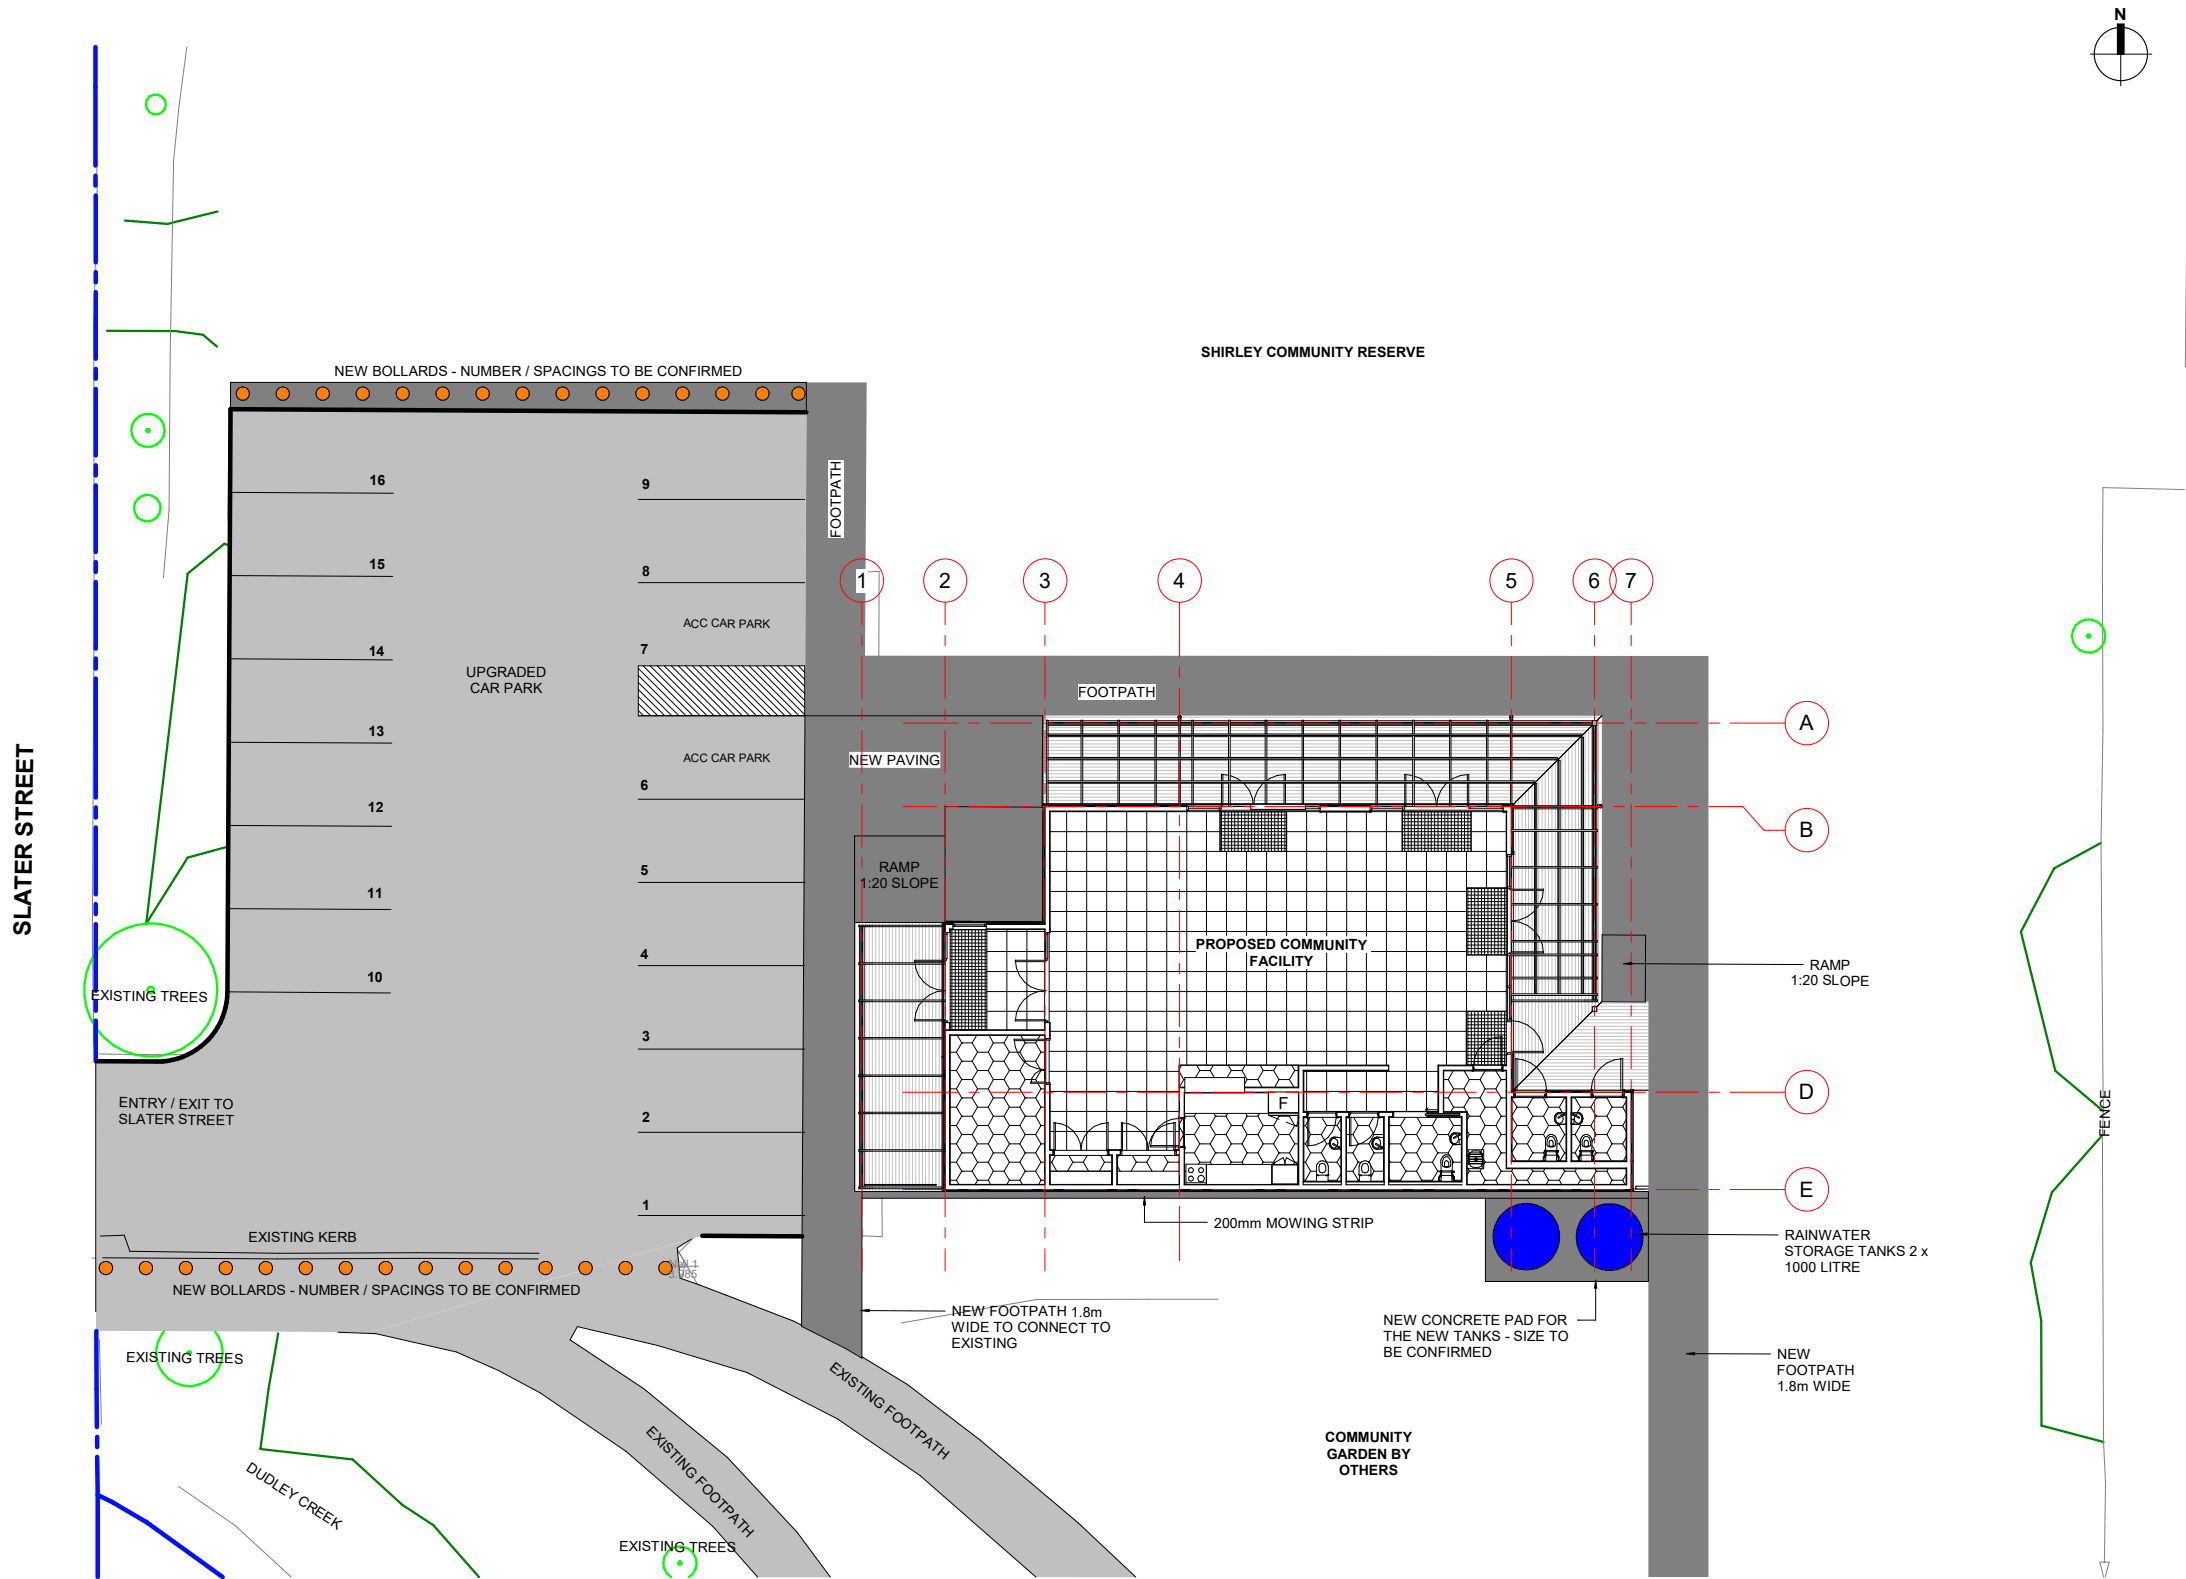 N
SHIRLEY COMMUNITY RESERVE
NEW BOLLARDS - NUMBER / SPACINGS TO BE CONFIRMED
16
9
FOOTPATH
15
8
1
2
3
4
5
6
7
ACC CAR PARK
14
7
UPGRADED
CAR PARK
FOOTPATH
A
13
ACC CAR PARK
NEW PAVING
6
12
B
SLATER STREET
11
5
RAMP
1:20 SLOPE
10
4
PROPOSED COMMUNITY
FACILITY
RAMP
1:20 SLOPE
EXISTING TREES
3
ENTRY / EXIT TO
SLATER STREET
2
F
D
FENCE
1
E
200mm MOWING STRIP
EXISTING KERB
RAINWATER
STORAGE TANKS 2 x
1000 LITRE
NEW BOLLARDS - NUMBER / SPACINGS TO BE CONFIRMED
NEW FOOTPATH 1.8m
WIDE TO CONNECT TO
EXISTING
NEW CONCRETE PAD FOR
THE NEW TANKS - SIZE TO
BE CONFIRMED
NEW
FOOTPATH
1.8m WIDE
EXISTING TREES
EXISTING FOOTPATH
EXISTING FOOTPATH
COMMUNITY
GARDEN BY
OTHERS
DUDLEY CREEK
EXISTING TREES